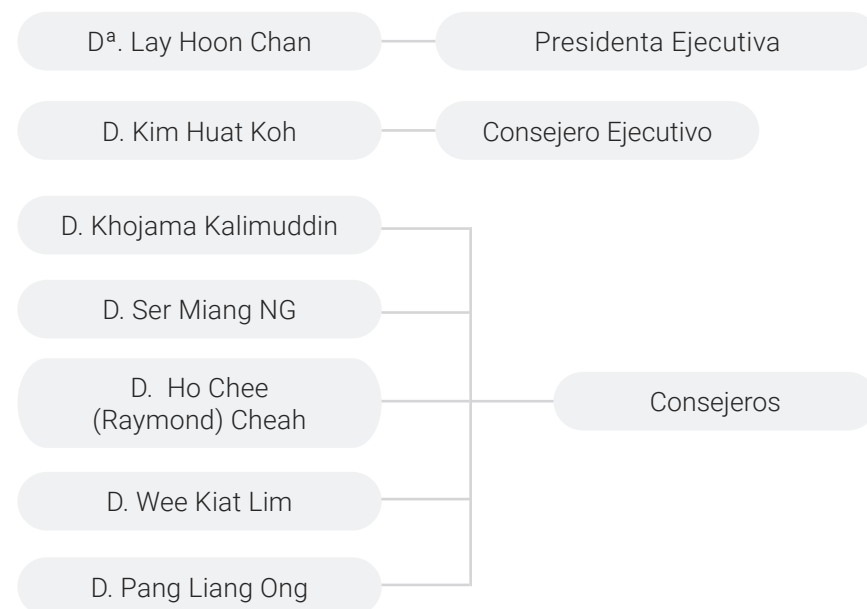 Dª. Lay Hoon Chan
Presidenta Ejecutiva
D. Kim Huat Koh
Consejero Ejecutivo
D. Khojama Kalimuddin
D. Ser Miang NG
D. Ho Chee
(Raymond) Cheah
Consejeros
D. Wee Kiat Lim
D. Pang Liang Ong